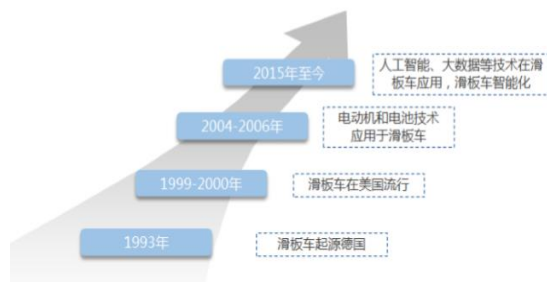 2015年至今
人工智能、大数据等技术在滑
板车应用，滑板车智能化
2004-2006年
电动机和电池技术
应用于滑板车
1999-2000年
滑板车在美国流行
1993年
滑板车起源德国